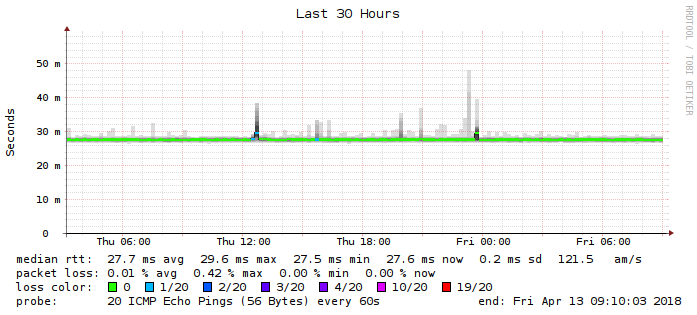 Last 30 Hours
RRDTOOL / TOBI OETIKER
Seconds
50 m
40 m
30 m
20 m
10 m
0
Thu 06:00 Thu 12:00 Thu 18:00 Fri 00:00 Fri 06:00
median rtt: 27.7 ms avg 29.6 ms max 27.5 ms min 27.6 ms now 0.2 ms sd 121.5 am/s
packet loss: 0.01 % avg 0.42 % max 0.00 % min 0.00 % now
loss color: 0 1/20 2/20 3/20 4/20 10/20 19/20
probe: 20 ICMP Echo Pings (56 Bytes) every 60s end: Fri Apr 13 09:10:03 2018